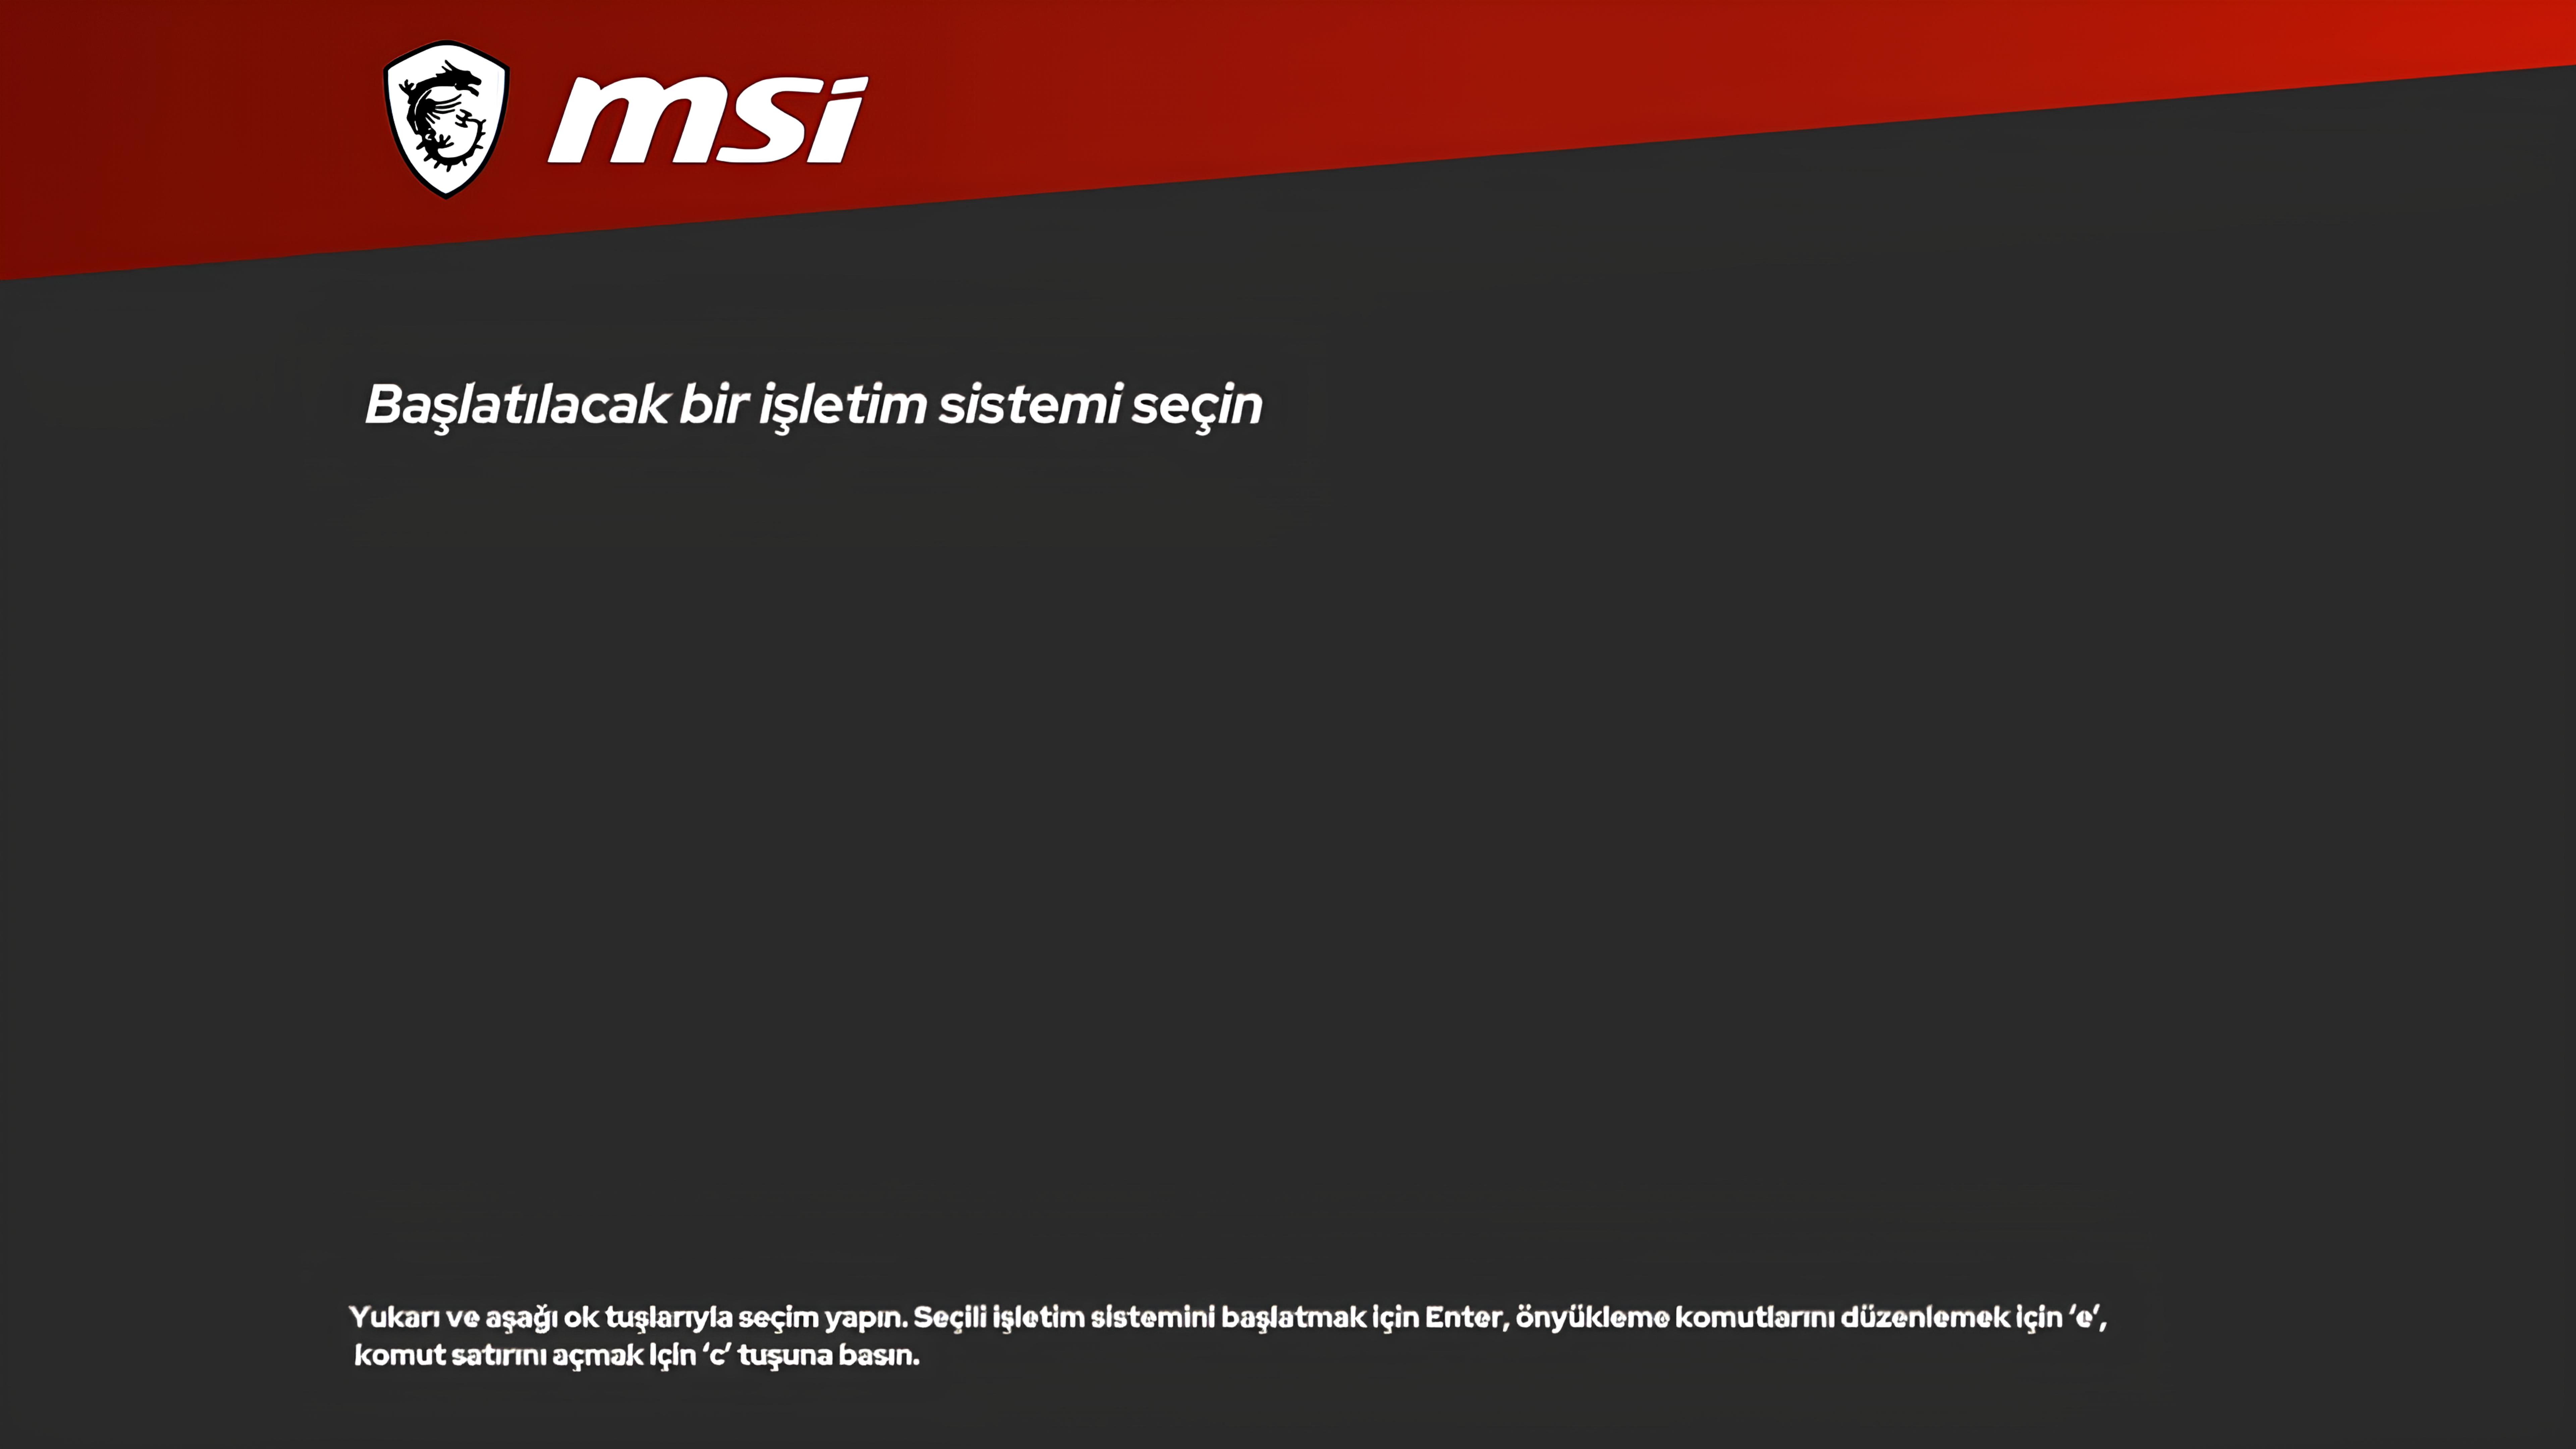 msi
Başlatılacak bir işletim sistemi seçin
Yukarı ve aşağı ok tuşlarıyla seçim yapın. Seçili işletim sistemini başlatmak için Enter, önyükleme komutlarını düzenlemek için ‘e’,
komut satırını açmak için ‘c’ tuşuna basın.